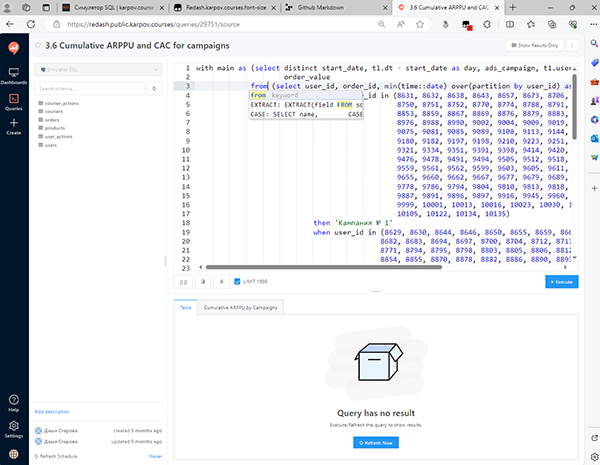 Симулятор SQL | karpov.cours
Redash.public.karpov.courses.font-size
Github Markdown
3.6 Cumulative ARPPU and CAC f
https://redash.public.karpov.courses/queries/29751/source
3.6 Cumulative ARPPU and CAC for campaigns
Show Results Only
Dashboards
Queries
Create
Help
Settings
Simulator SQL
Search schema...
courier_actions
couriers
orders
products
user_actions
users
Add description
Даша Старова created 5 months ago
Даша Старова updated 5 months ago
Refresh Schedule Never
1 with main as (select distinct start_date, t1.dt - start_date as day, ads_campaign, t1.user
2 order_value
3 from (select user_id, order_id, min(time::date) over(partition by user_id) as
4 from keyword
_id in (8631, 8632, 8638, 8643, 8657, 8673, 8706,
5 EXTRACT: EXTRACT(field FROM so
8750, 8751, 8752, 8770, 8774, 8788, 8791,
6 CASE: SELECT name, CASE
8853, 8859, 8867, 8869, 8876, 8879, 8883,
7 8976, 8988, 8990, 9002, 9004, 9009, 9019,
8 9075, 9081, 9085, 9089, 9108, 9113, 9144,
9 9180, 9182, 9197, 9198, 9210, 9223, 9251,
10 9321, 9334, 9351, 9391, 9398, 9414, 9420,
11 9476, 9478, 9491, 9494, 9505, 9512, 9518,
12 9559, 9561, 9562, 9599, 9603, 9605, 9611,
13 9655, 9660, 9662, 9667, 9677, 9679, 9689,
14 9778, 9786, 9794, 9804, 9810, 9813, 9818,
15 9887, 9891, 9896, 9897, 9916, 9945, 9960,
16 9999, 10001, 10013, 10016, 10023, 10030, 1
17 10105, 10122, 10134, 10135)
18 then 'Кампания № 1'
19 when user_id in (8629, 8630, 8644, 8646, 8650, 8655, 8659, 866
20 8682, 8683, 8694, 8697, 8700, 8704, 8712, 8713
21 8771, 8794, 8795, 8798, 8803, 8805, 8806, 8812
22 8854, 8855, 8870, 8878, 8882, 8886, 8890, 8893
23
LIMIT 1000
Execute
Table
Cumulative ARPPU by Campaigns
Query has no result
Execute/Refresh the query to show results.
Refresh Now